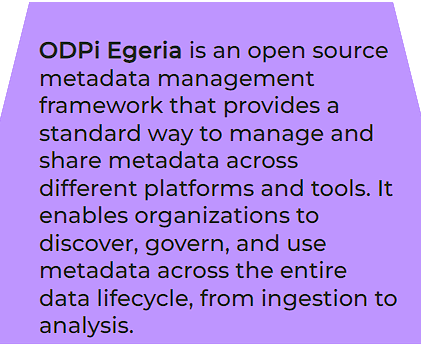 ODPi Egeria is an open source
metadata management
framework that provides a
standard way to manage and
share metadata across
different platforms and tools. It
enables organizations to
discover, govern, and use
metadata across the entire
data lifecycle, from ingestion to
analysis.